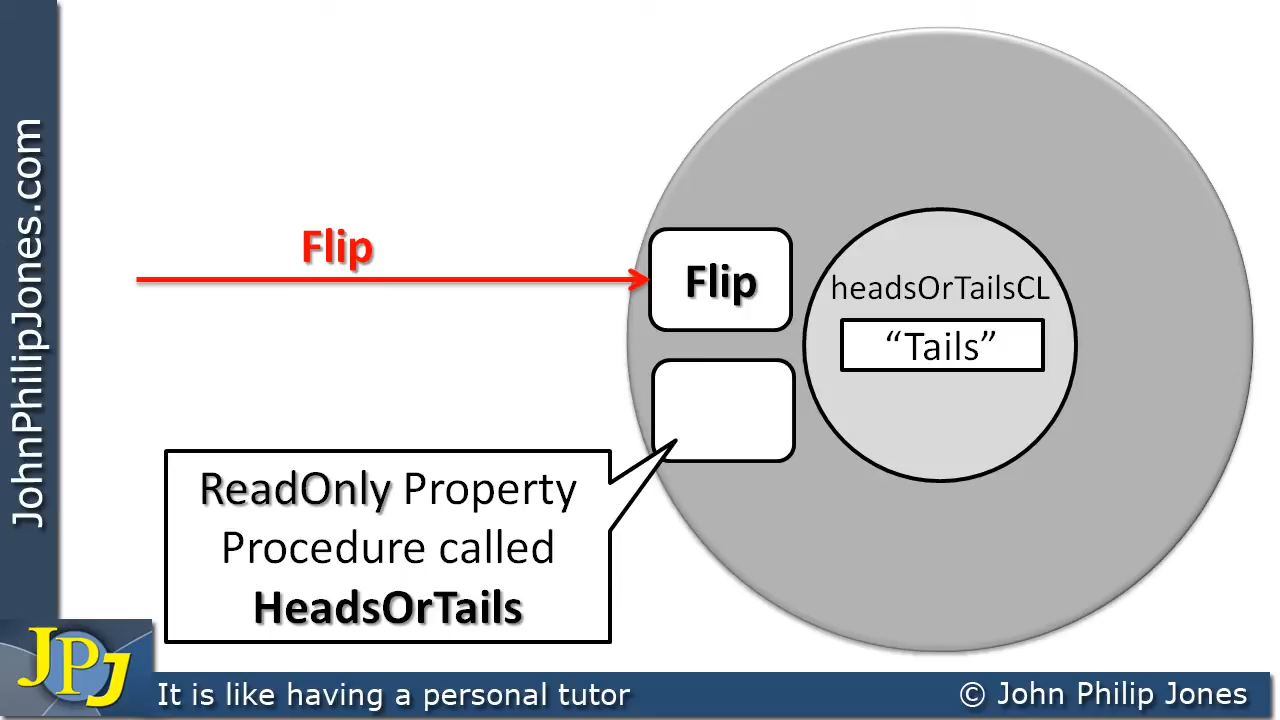 JohnPhilipJones.com
Flip
Flip
headsOrTailsCL
“Tails”
ReadOnly Property
Procedure called
HeadsOrTails
JPJ
It is like having a personal tutor
© John Philip Jones